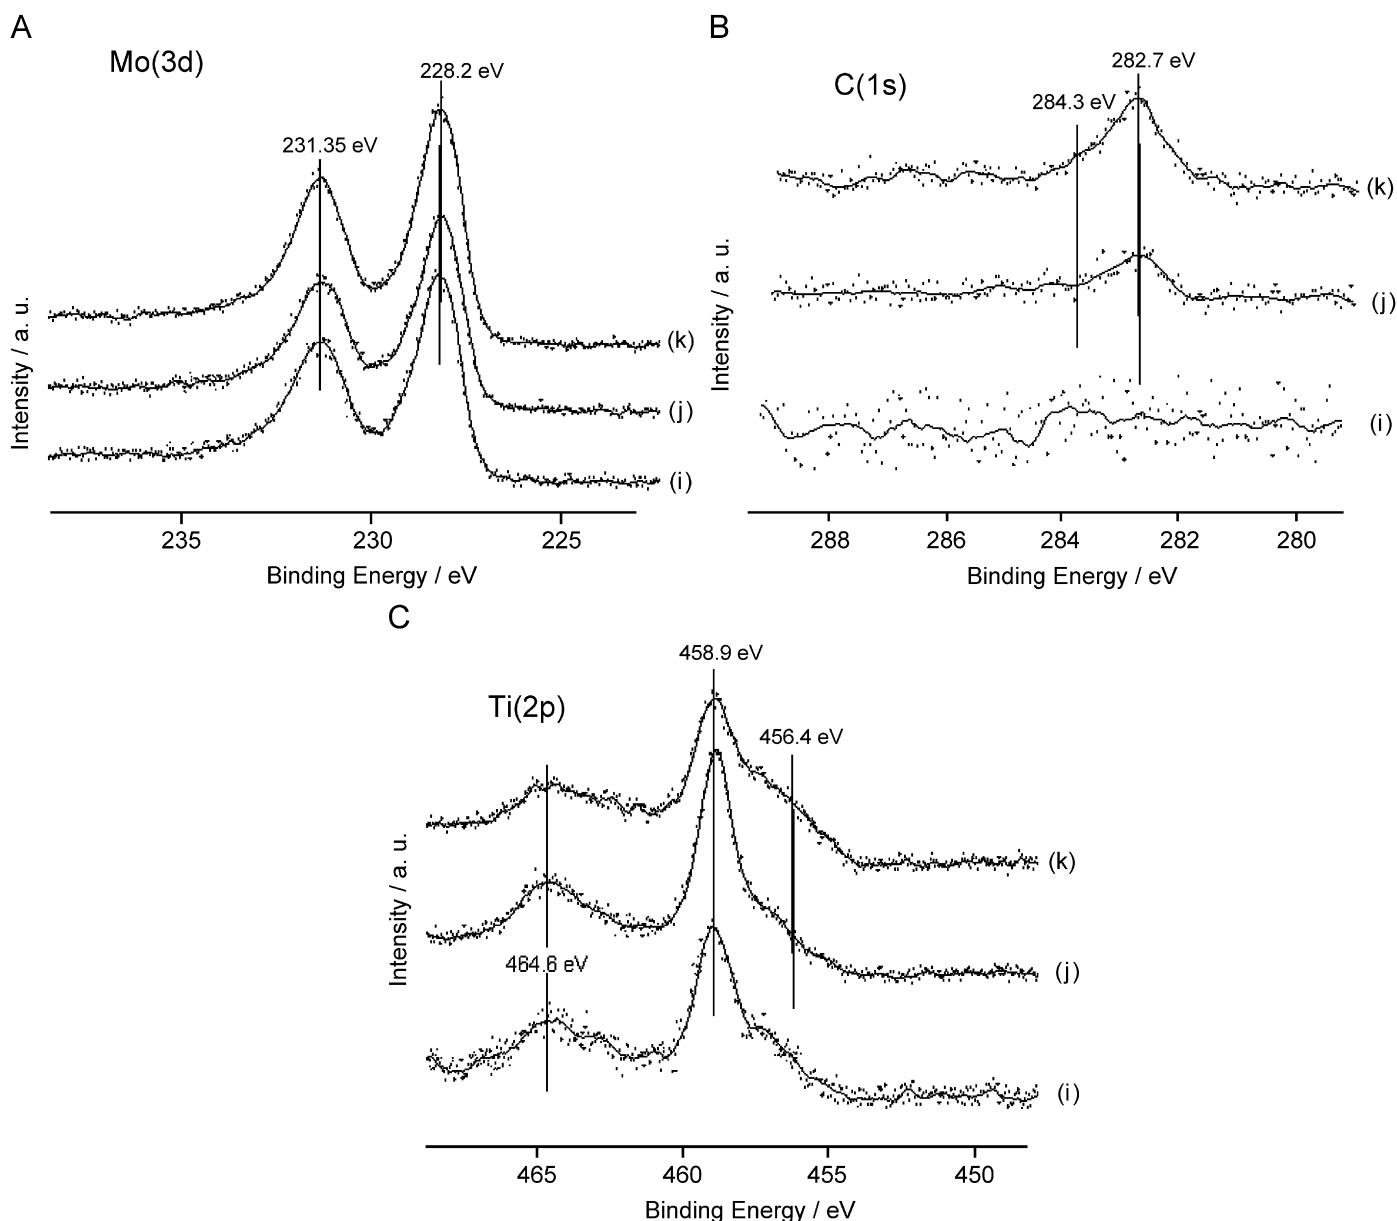 A
Mo(3d)
228.2 eV
231.35 eV
Intensity / a. u.
(k)
(j)
(i)
235 230 225
Binding Energy / eV
B
C(1s)
282.7 eV
284.3 eV
Intensity / a. u.
(k)
(j)
(i)
288 286 284 282 280
Binding Energy / eV
C
Ti(2p)
458.9 eV
456.4 eV
464.6 eV
Intensity / a. u.
(k)
(j)
(i)
465 460 455 450
Binding Energy / eV